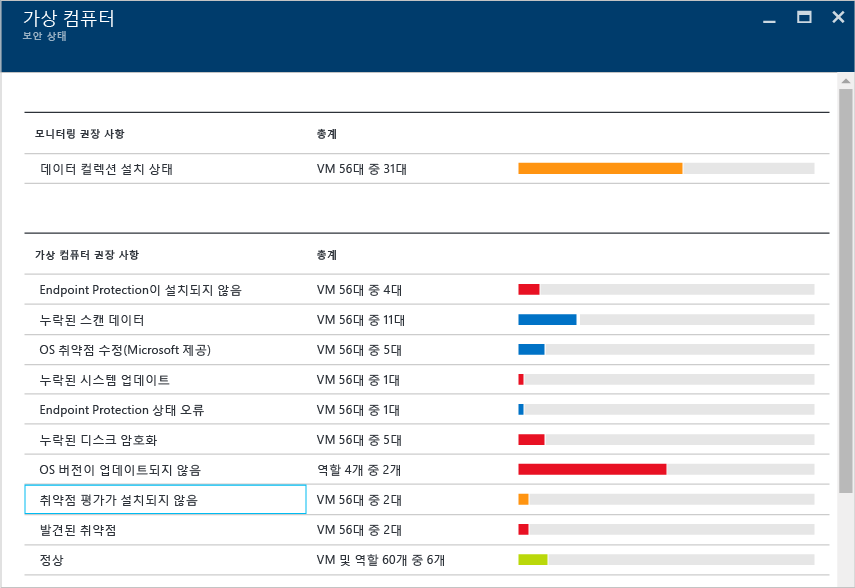 가상 컴퓨터
보안 상태
모니터링 권장 사항 총계
데이터 컬렉션 설치 상태 VM 56대 중 31대
가상 컴퓨터 권장 사항 총계
Endpoint Protection이 설치되지 않음 VM 56대 중 4대
누락된 스캔 데이터 VM 56대 중 11대
OS 취약점 수정(Microsoft 제공) VM 56대 중 5대
누락된 시스템 업데이트 VM 56대 중 1대
Endpoint Protection 상태 오류 VM 56대 중 1대
누락된 디스크 암호화 VM 56대 중 5대
OS 버전이 업데이트되지 않음 역할 4개 중 2개
취약점 평가가 설치되지 않음 VM 56대 중 2대
발견된 취약점 VM 56대 중 2대
정상 VM 및 역할 60개 중 6개